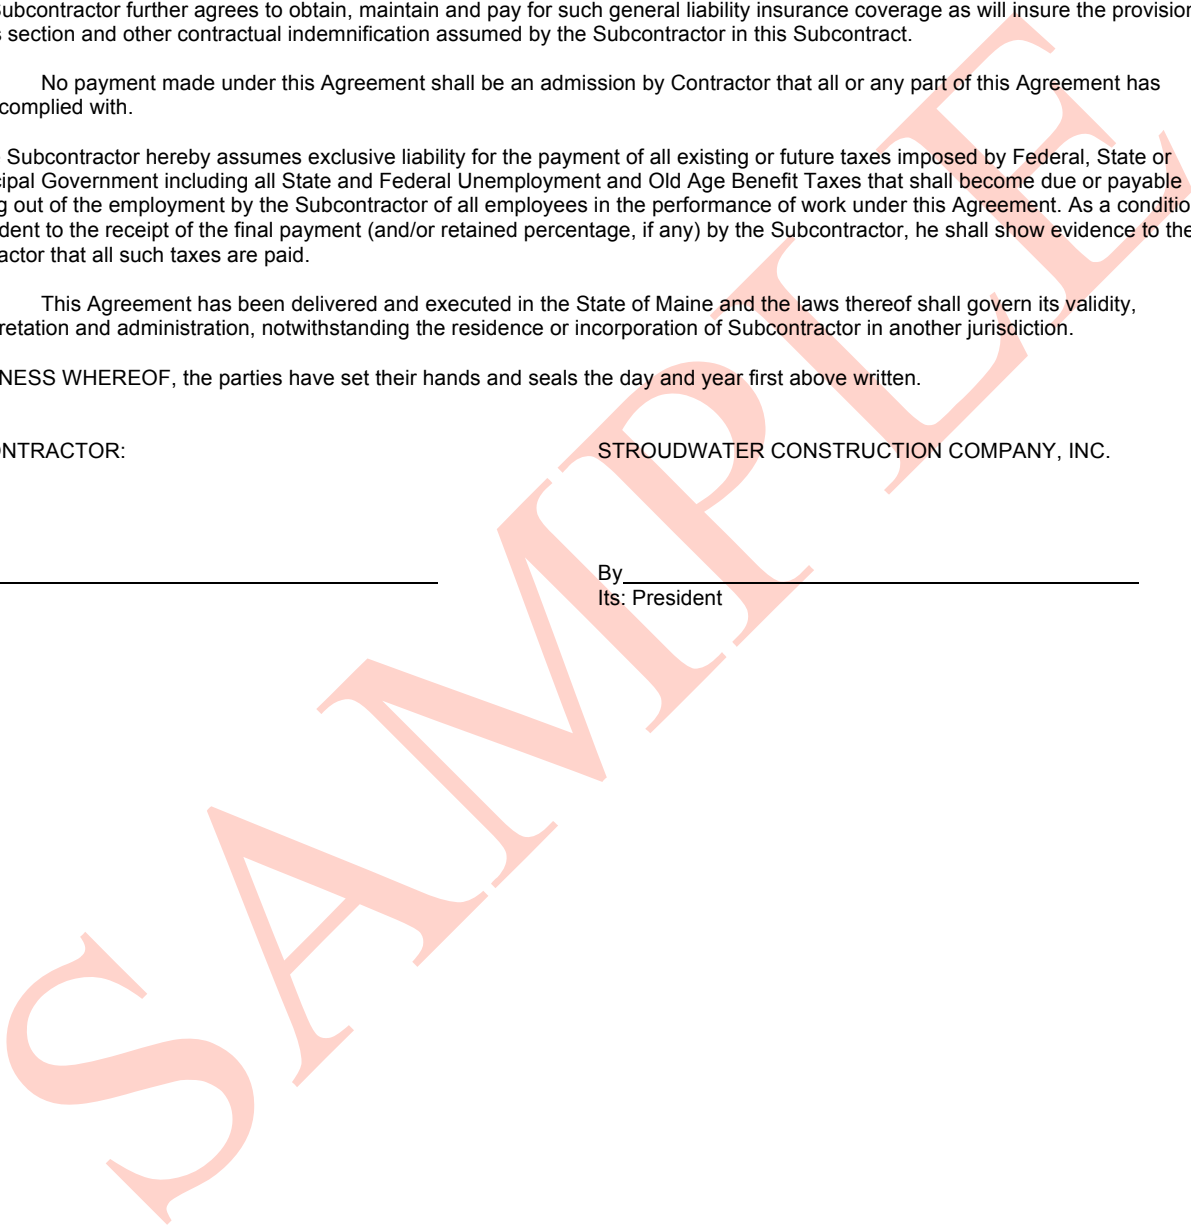 Subcontractor further agrees to obtain, maintain and pay for such general liability insurance coverage as will insure the provision
s section and other contractual indemnification assumed by the Subcontractor in this Subcontract.
No payment made under this Agreement shall be an admission by Contractor that all or any part of this Agreement has
complied with.
Subcontractor hereby assumes exclusive liability for the payment of all existing or future taxes imposed by Federal, State or
cipal Government including all State and Federal Unemployment and Old Age Benefit Taxes that shall become due or payable
g out of the employment by the Subcontractor of all employees in the performance of work under this Agreement. As a conditio
dent to the receipt of the final payment (and/or retained percentage, if any) by the Subcontractor, he shall show evidence to the
actor that all such taxes are paid.
This Agreement has been delivered and executed in the State of Maine and the laws thereof shall govern its validity,
retation and administration, notwithstanding the residence or incorporation of Subcontractor in another jurisdiction.
NESS WHEREOF, the parties have set their hands and seals the day and year first above written.
ONTRACTOR:
STROUDWATER CONSTRUCTION COMPANY, INC.
By
Its: President
SAMPLE